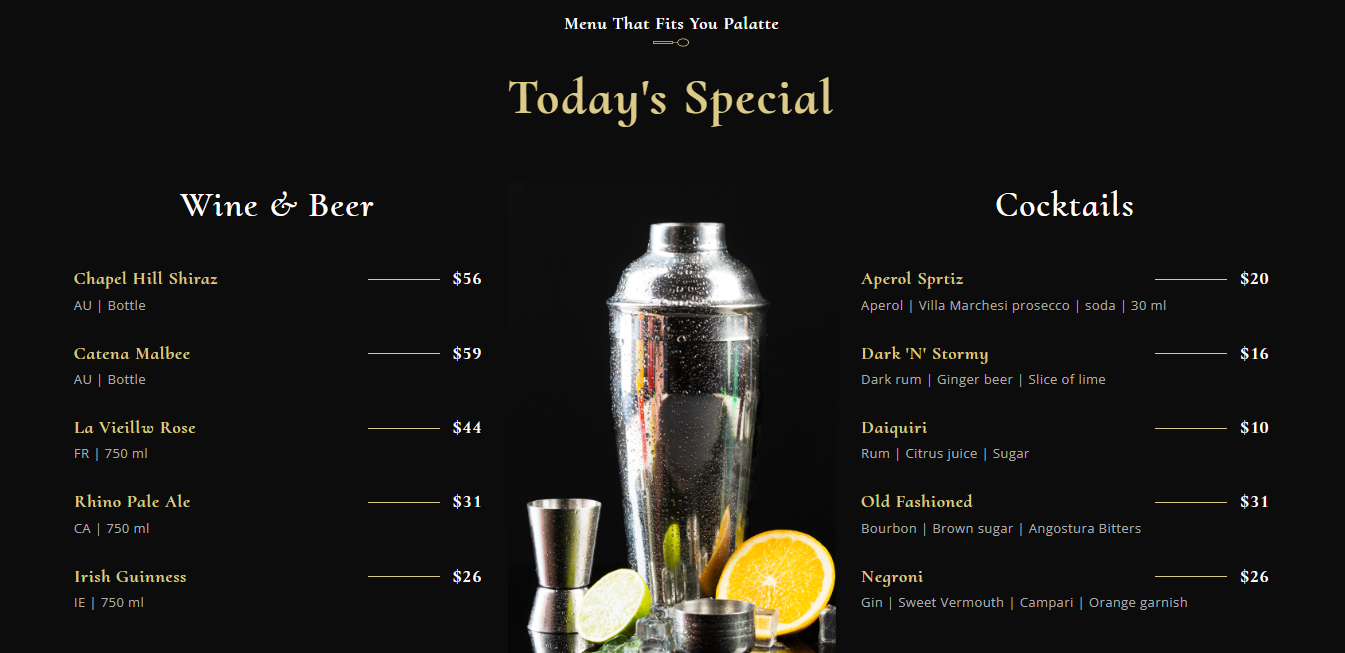 Menu That Fits You Palatte
Today's Special
Wine & Beer
Chapel Hill Shiraz $56
AU | Bottle
Catena Malbee $59
AU | Bottle
La Vieillw Rose $44
FR | 750 ml
Rhino Pale Ale $31
CA | 750 ml
Irish Guinness $26
IE | 750 ml
Cocktails
Aperol Sprtiz $20
Aperol | Villa Marchesi prosecco | soda | 30 ml
Dark 'N' Stormy $16
Dark rum | Ginger beer | Slice of lime
Daiquiri $10
Rum | Citrus juice | Sugar
Old Fashioned $31
Bourbon | Brown sugar | Angostura Bitters
Negroni $26
Gin | Sweet Vermouth | Campari | Orange garnish